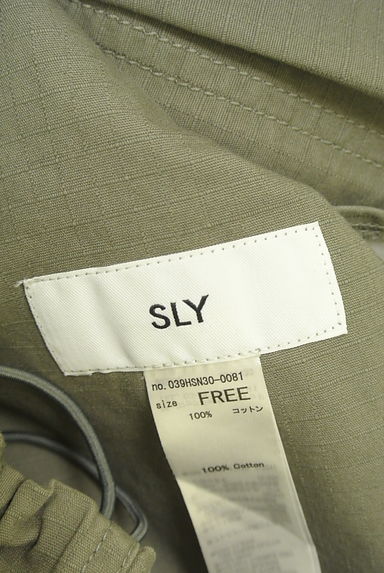 SLY
no. 039HSN30-0081
size FREE
100% コットン
100% Cotton